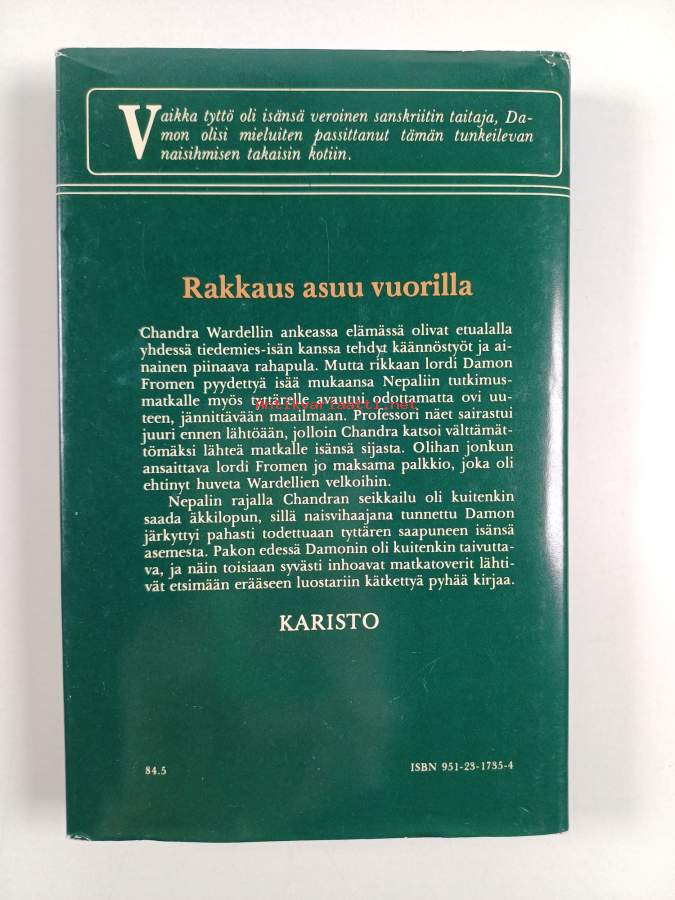 Vaikka tyttö oli isänsä veroinen sanskriitin taitaja, Da-
mon olisi mieluiten passittanut tämän tunkeilevan
naisihmisen takaisin kotiin.
Rakkaus asuu vuorilla
Chandra Wardellin ankeassa elämässä olivat etualalla
yhdessä tiedemies-isän kanssa tehdyt käännöstyöt ja ai-
nainen piinaava rahapula. Mutta rikkaan lordi Damon
Fromen pyydettyä isää mukaansa Nepaliin tutkimus-
matkalle myös tyttärelle avautui odottamatta ovi uu-
Antikvariaatti.net
teen, jännittävään maailmaan. Professori näet sairastui
juuri ennen lähtöään, jolloin Chandra katsoi välttämät-
tömäksi lähteä matkalle isänsä sijasta. Olihan jonkun
ansaittava lordi Fromen jo maksama palkkio, joka oli
ehtinyt huveta Wardellien velkoihin.
Nepalin rajalla Chandran seikkailu oli kuitenkin
saada äkkilopun, sillä naisvihaajana tunnettu Damon
järkyttyi pahasti todettuaan tyttären saapuneen isänsä
asemesta. Pakon edessä Damonin oli kuitenkin taivutta-
va, ja näin toisiaan syvästi inhoavat matkatoverit lähti-
vät etsimään erääseen luostariin kätkettyä pyhää kirjaa.
KARISTO
84.5
ISBN 951-23-1735-4